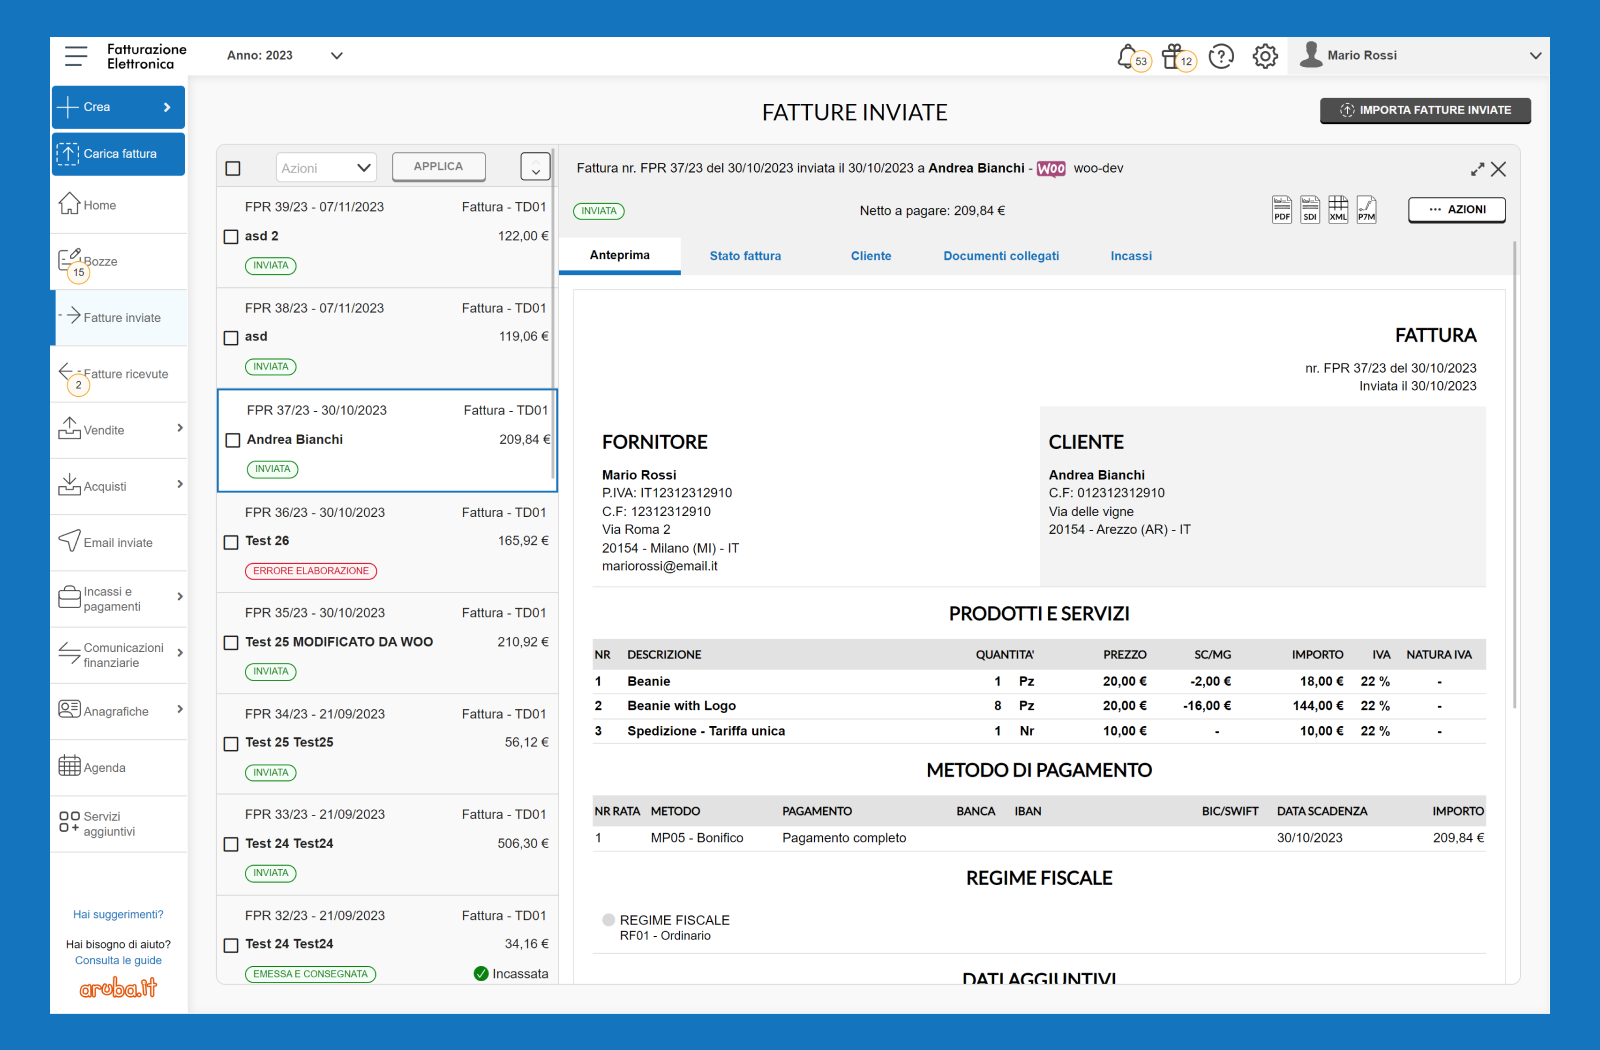 Fatturazione
Elettronica
Anno: 2023
53
12
Mario Rossi
Crea
Carica fattura
Home
Bozze
15
Fatture inviate
Fatture ricevute
2
Vendite
Acquisti
Email inviate
Incassi e
pagamenti
Comunicazioni
finanziarie
Anagrafiche
Agenda
Servizi
aggiuntivi
Hai suggerimenti?
Hai bisogno di aiuto?
Consulta le guide
aruba.it
FATTURE INVIATE
IMPORTA FATTURE INVIATE
Azioni
APPLICA
FPR 39/23 - 07/11/2023 Fattura - TD01
asd 2 122,00 €
INVIATA
FPR 38/23 - 07/11/2023 Fattura - TD01
asd 119,06 €
INVIATA
FPR 37/23 - 30/10/2023 Fattura - TD01
Andrea Bianchi 209,84 €
INVIATA
FPR 36/23 - 30/10/2023 Fattura - TD01
Test 26 165,92 €
ERRORE ELABORAZIONE
FPR 35/23 - 30/10/2023 Fattura - TD01
Test 25 MODIFICATO DA WOO 210,92 €
INVIATA
FPR 34/23 - 21/09/2023 Fattura - TD01
Test 25 Test25 56,12 €
INVIATA
FPR 33/23 - 21/09/2023 Fattura - TD01
Test 24 Test24 506,30 €
INVIATA
FPR 32/23 - 21/09/2023 Fattura - TD01
Test 24 Test24 34,16 €
EMESSA E CONSEGNATA Incassata
Fattura nr. FPR 37/23 del 30/10/2023 inviata il 30/10/2023 a Andrea Bianchi - Woo woo-dev
INVIATA
Netto a pagare: 209,84 €
PDF SDI XML P7M
··· AZIONI
Anteprima Stato fattura Cliente Documenti collegati Incassi
FATTURA
nr. FPR 37/23 del 30/10/2023
Inviata il 30/10/2023
FORNITORE
Mario Rossi
P.IVA: IT12312312910
C.F: 12312312910
Via Roma 2
20154 - Milano (MI) - IT
mariorossi@email.it
CLIENTE
Andrea Bianchi
C.F: 012312312910
Via delle vigne
20154 - Arezzo (AR) - IT
PRODOTTI E SERVIZI
NR DESCRIZIONE QUANTITA' PREZZO SC/MG IMPORTO IVA NATURA IVA
1 Beanie 1 Pz 20,00 € -2,00 € 18,00 € 22 % -
2 Beanie with Logo 8 Pz 20,00 € -16,00 € 144,00 € 22 % -
3 Spedizione - Tariffa unica 1 Nr 10,00 € - 10,00 € 22 % -
METODO DI PAGAMENTO
NR RATA METODO PAGAMENTO BANCA IBAN BIC/SWIFT DATA SCADENZA IMPORTO
1 MP05 - Bonifico Pagamento completo 30/10/2023 209,84 €
REGIME FISCALE
REGIME FISCALE
RF01 - Ordinario
DATI AGGIUNTIVI